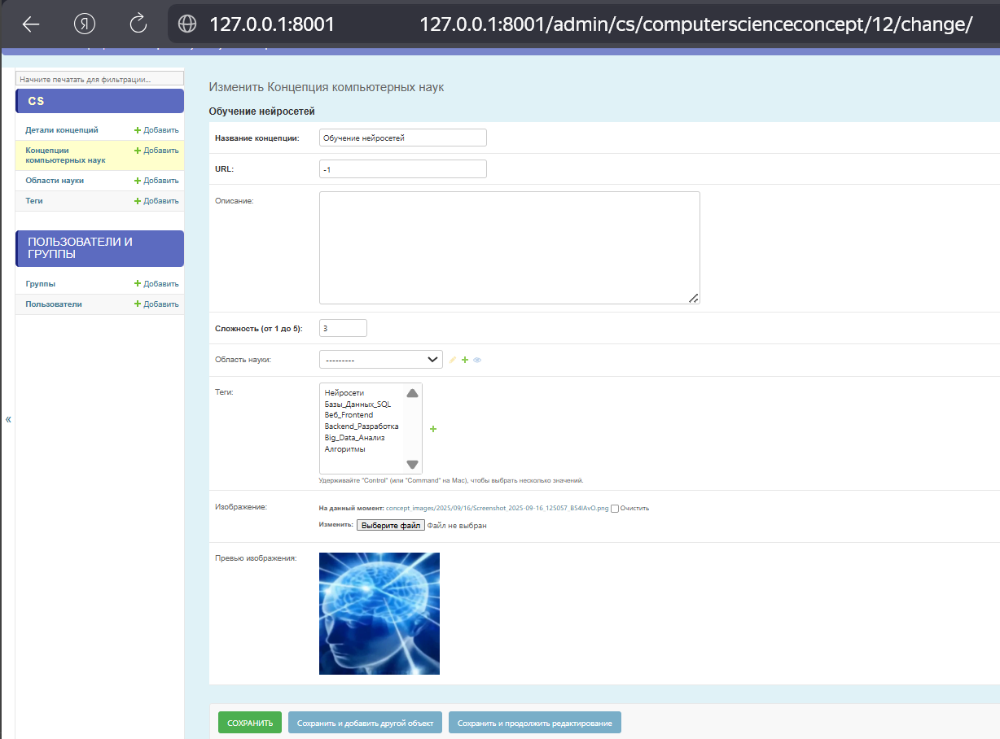 Я 127.0.0.1:8001 127.0.0.1:8001/admin/cs/computerscienceconcept/12/change/
Начните печатать для фильтрации...
CS
Детали концепций Добавить
Концепции компьютерных наук Добавить
Области науки Добавить
Теги Добавить
ПОЛЬЗОВАТЕЛИ И
ГРУППЫ
Группы Добавить
Пользователи Добавить
«
Изменить Концепция компьютерных наук
Обучение нейросетей
Название концепции: Обучение нейросетей
URL: -1
Описание:
Сложность (от 1 до 5): 3
Область науки: ---------
Теги:
Нейросети
Базы_Данных_SQL
Веб_Frontend
Backend_Разработка
Big_Data_Анализ
Алгоритмы
Удерживайте "Control" (или "Command" на Mac), чтобы выбрать несколько значений.
Изображение: На данный момент: concept_images/2025/09/16/Screenshot_2025-09-16_125057_B54lAvO.png Очистить
Изменить: Выберите файл Файл не выбран
Превью изображения:
СОХРАНИТЬ Сохранить и добавить другой объект Сохранить и продолжить редактирование